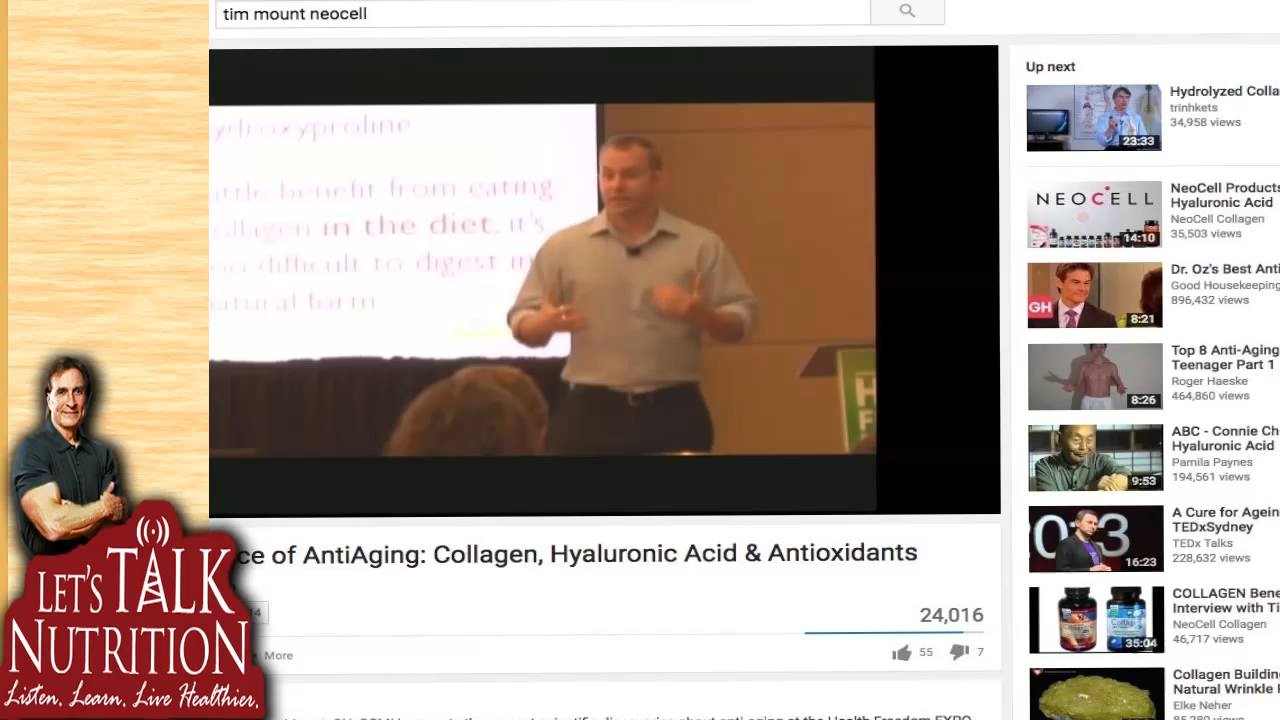 tim mount neocell
ydroxyproline
ttle benefit from eating
ollagen in the diet. it's
oo difficult to digest in
atural form
ce of AntiAging: Collagen, Hyaluronic Acid & Antioxidants
24,016
More
55
7
Up next
Hydrolyzed Colla
trinhkets
34,958 views
23:33
NEOCELL
14:10
NeoCell Products
Hyaluronic Acid
NeoCell Collagen
35,503 views
GH
8:21
Dr. Oz's Best Anti
Good Housekeeping
896,432 views
8:26
Top 8 Anti-Aging
Teenager Part 1
Roger Haeske
464,860 views
9:53
ABC - Connie Ch
Hyaluronic Acid
Pamila Paynes
194,561 views
16:23
A Cure for Ageing
TEDxSydney
TEDx Talks
228,632 views
35:04
COLLAGEN Bene
Interview with Ti
NeoCell Collagen
46,717 views
Collagen Building
Natural Wrinkle
Elke Neher
85,280 views
LET'S TALK
NUTRITION
Listen. Learn. Live Healthier.